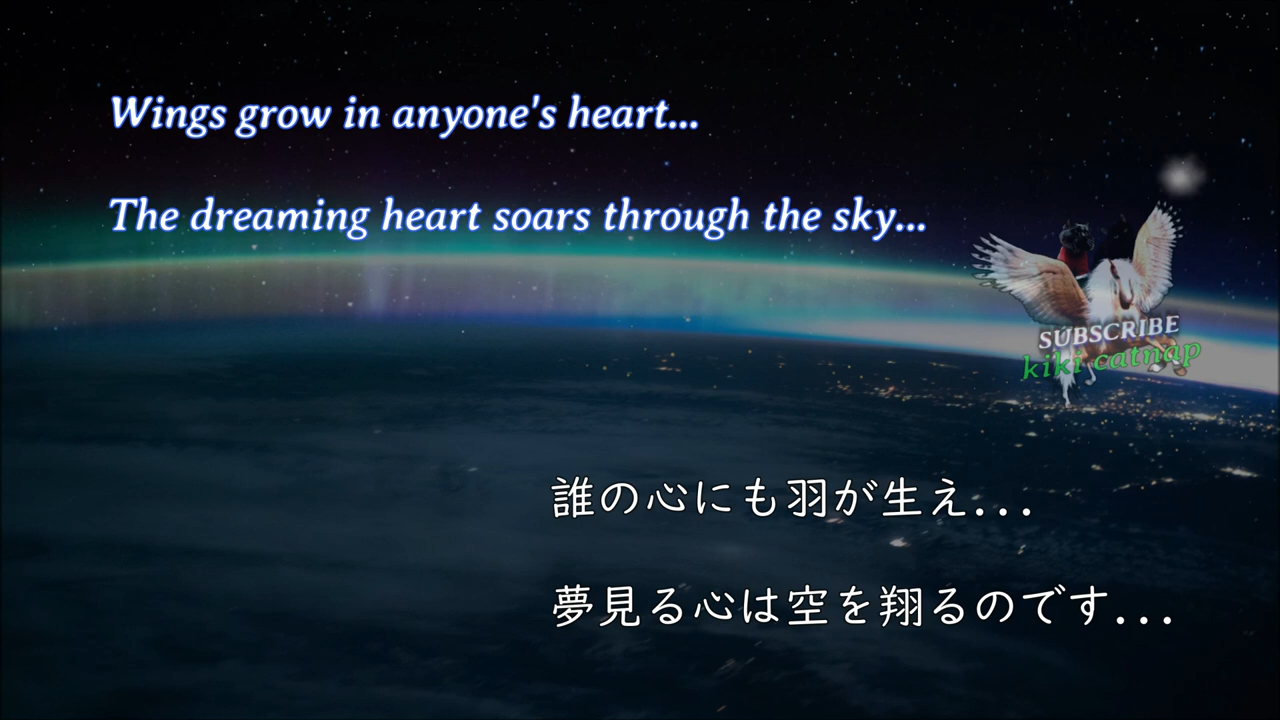 Wings grow in anyone's heart...
The dreaming heart soars through the sky...
SUBSCRIBE
kiki catnap
誰の心にも羽が生え...
夢見る心は空を翔るのです...